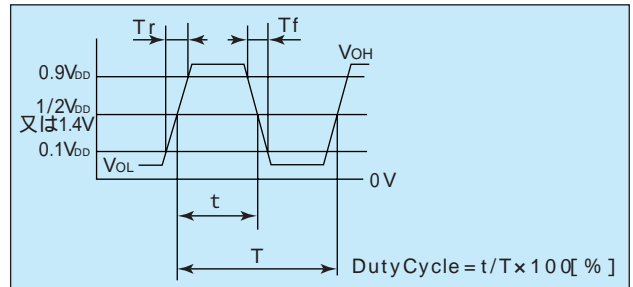 Tr
Tf
VOH
0.9VDD
1/2VDD
又は1.4V
0.1VDD
VOL
0V
t
T
DutyCycle=t/T×100[%]